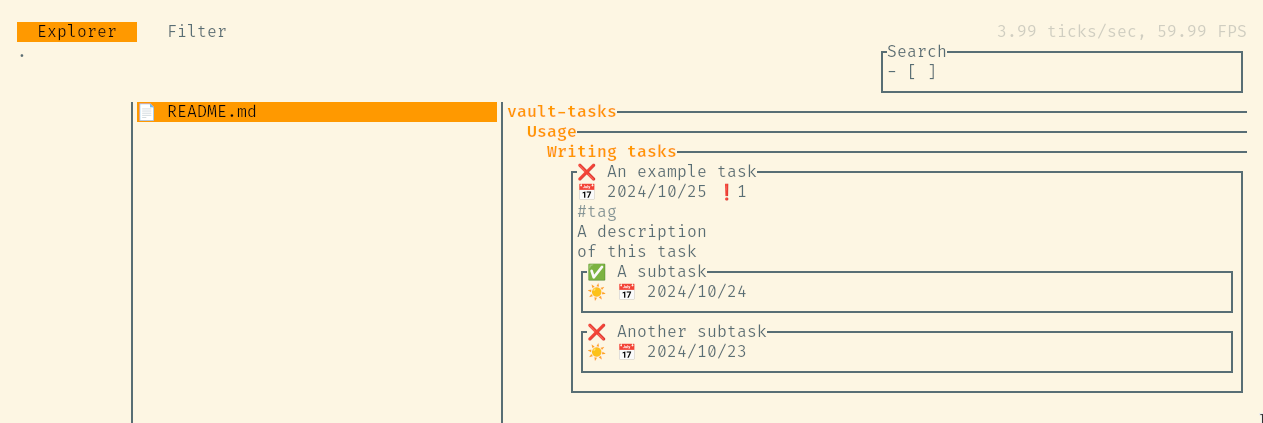 Explorer Filter 3.99 ticks/sec, 59.99 FPS
.
Search
- [ ]
README.md
vault-tasks
Usage
Writing tasks
❌ An example task
📅 2024/10/25 ❗1
#tag
A description
of this task
✅ A subtask
☀️ 📅 2024/10/24
❌ Another subtask
☀️ 📅 2024/10/23